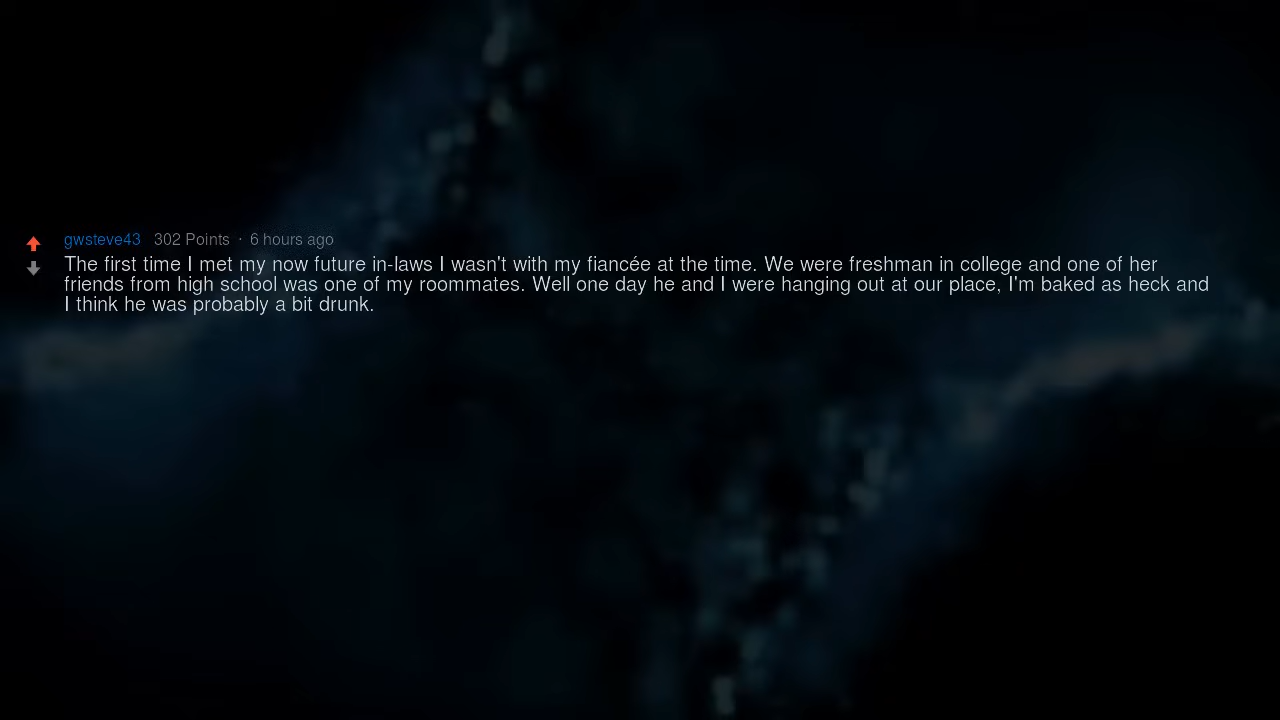 gwsteve43 302 Points · 6 hours ago
The first time I met my now future in-laws I wasn't with my fiancée at the time. We were freshman in college and one of her
friends from high school was one of my roommates. Well one day he and I were hanging out at our place, I'm baked as heck and
I think he was probably a bit drunk.